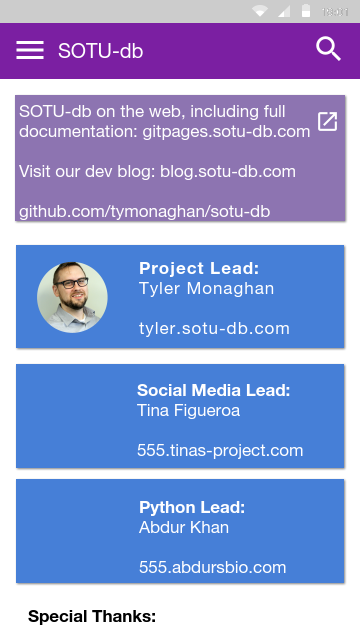 SOTU-db
SOTU-db on the web, including full
documentation: gitpages.sotu-db.com
Visit our dev blog: blog.sotu-db.com
github.com/tymonaghan/sotu-db
Project Lead:
Tyler Monaghan
tyler.sotu-db.com
Social Media Lead:
Tina Figueroa
555.tinas-project.com
Python Lead:
Abdur Khan
555.abdursbio.com
Special Thanks: